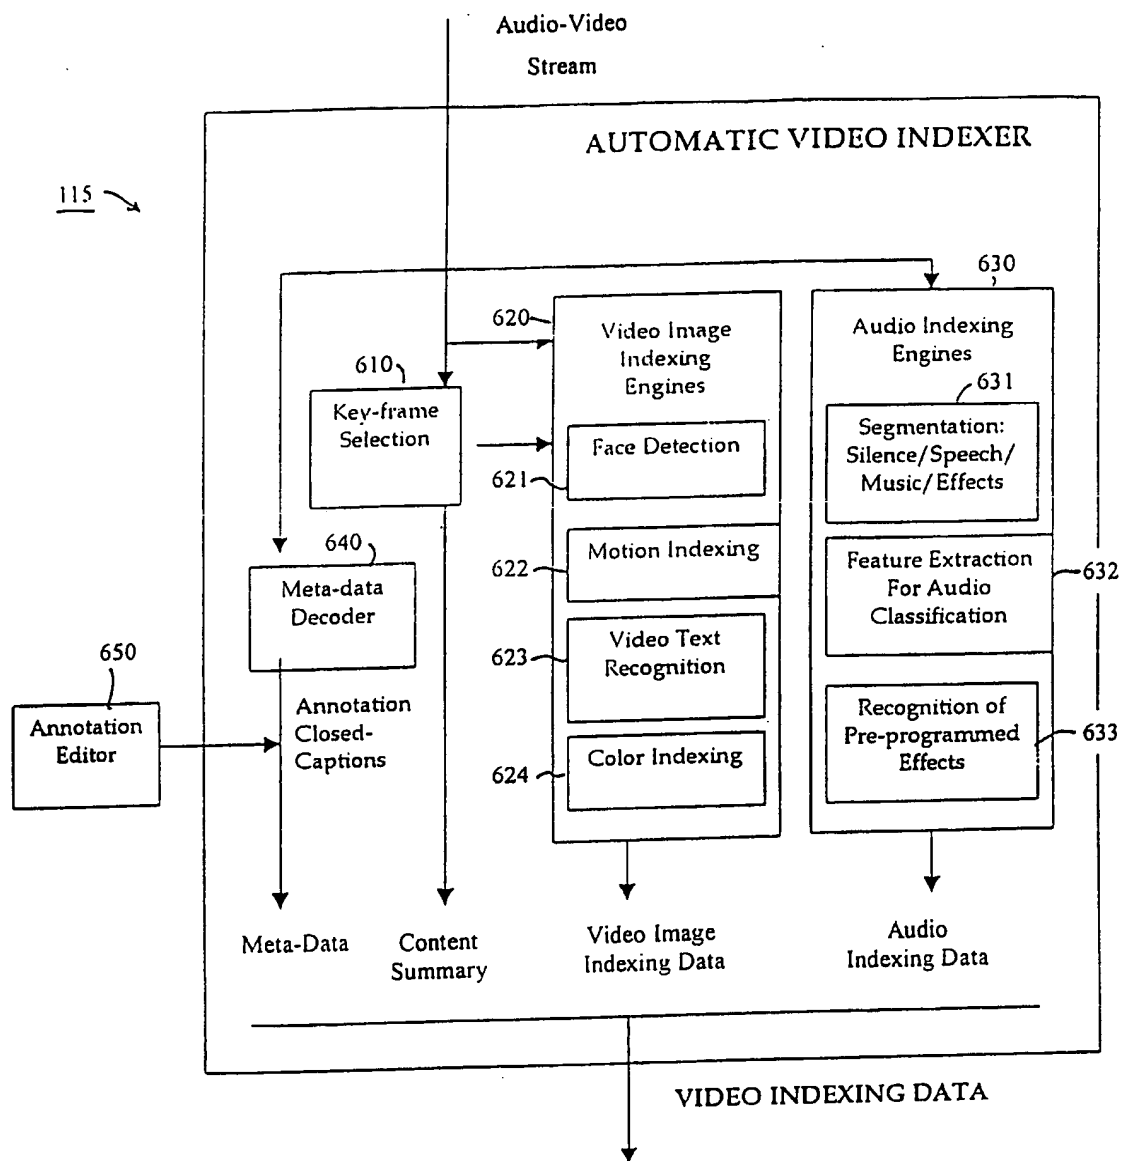 Audio-Video
Stream
AUTOMATIC VIDEO INDEXER
115
630
620
Video Image
Indexing
Engines
Audio Indexing
Engines
610
Key-frame
Selection
631
Segmentation:
Silence/Speech/
Music/Effects
Face Detection
621
640
Meta-data
Decoder
Motion Indexing
622
Feature Extraction
For Audio
Classification
632
650
Annotation
Editor
Annotation
Closed-
Captions
623
Video Text
Recognition
Recognition of
Pre-programmed
Effects
633
624
Color Indexing
Meta-Data
Content
Summary
Video Image
Indexing Data
Audio
Indexing Data
VIDEO INDEXING DATA